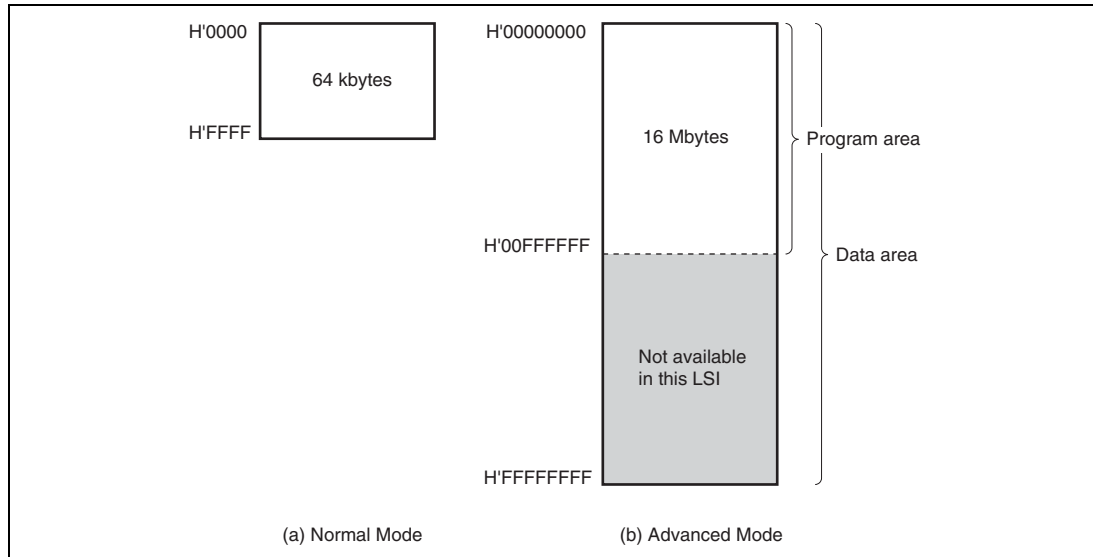 H'0000
64 kbytes
H'FFFF
(a) Normal Mode
H'00000000
16 Mbytes
H'00FFFFFF
Not available
in this LSI
H'FFFFFFFF
Program area
Data area
(b) Advanced Mode